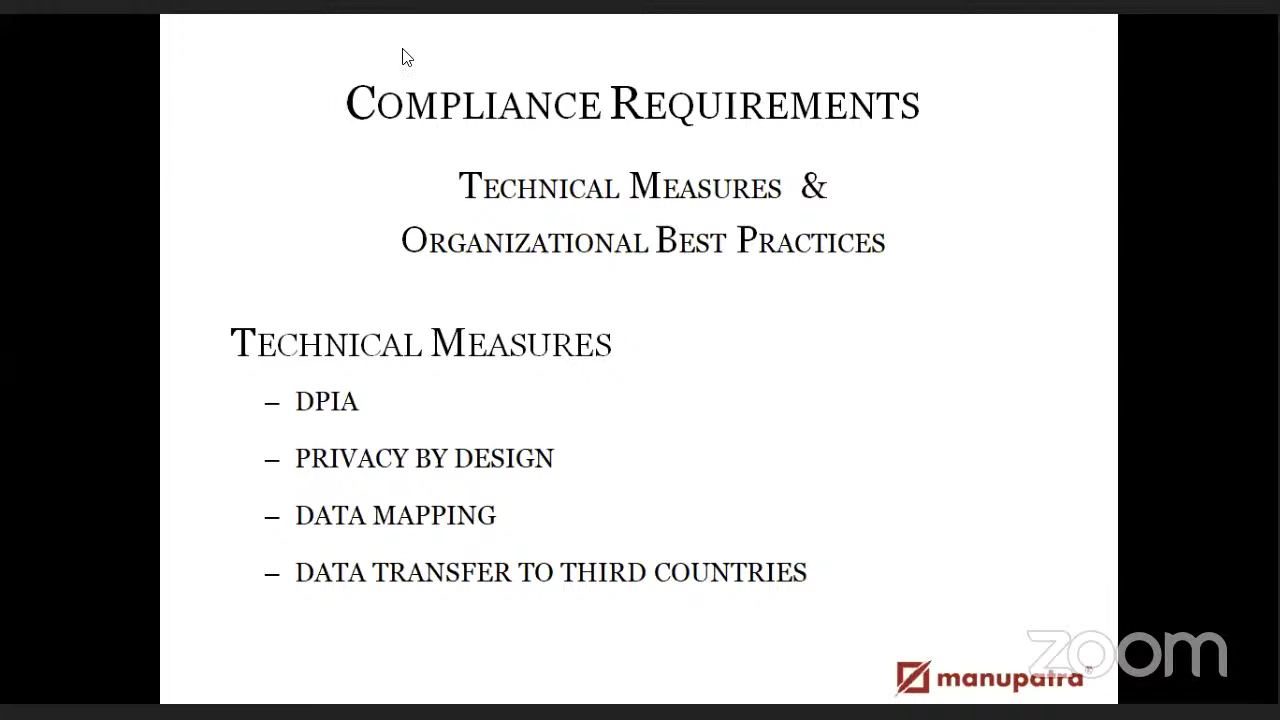 COMPLIANCE REQUIREMENTS
TECHNICAL MEASURES &
ORGANIZATIONAL BEST PRACTICES
TECHNICAL MEASURES
– DPIA
– PRIVACY BY DESIGN
– DATA MAPPING
– DATA TRANSFER TO THIRD COUNTRIES
zoom
manupatra®